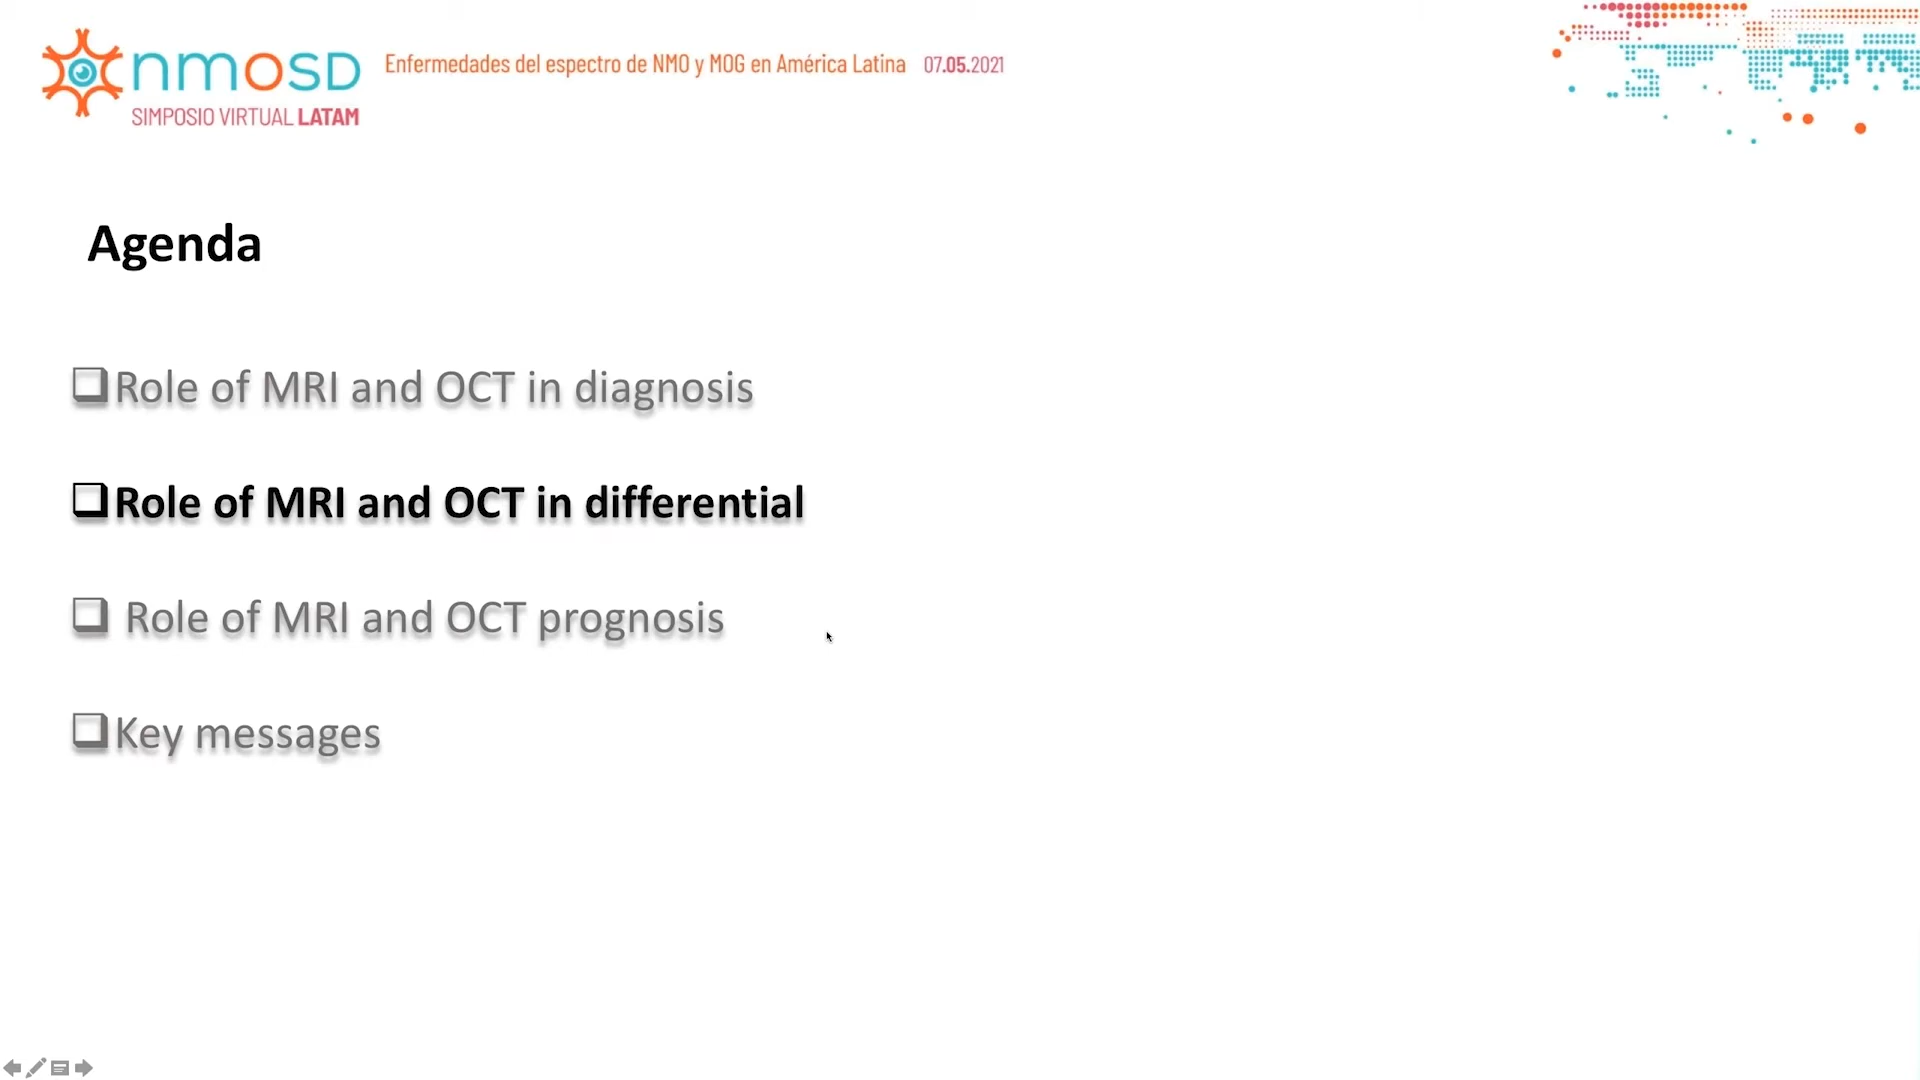 nmosD
SIMPOSIO VIRTUAL LATAM
Enfermedades del espectro de NMO y MOG en América Latina 07.05.2021
Agenda
Role of MRI and OCT in diagnosis
Role of MRI and OCT in differential
Role of MRI and OCT prognosis
Key messages